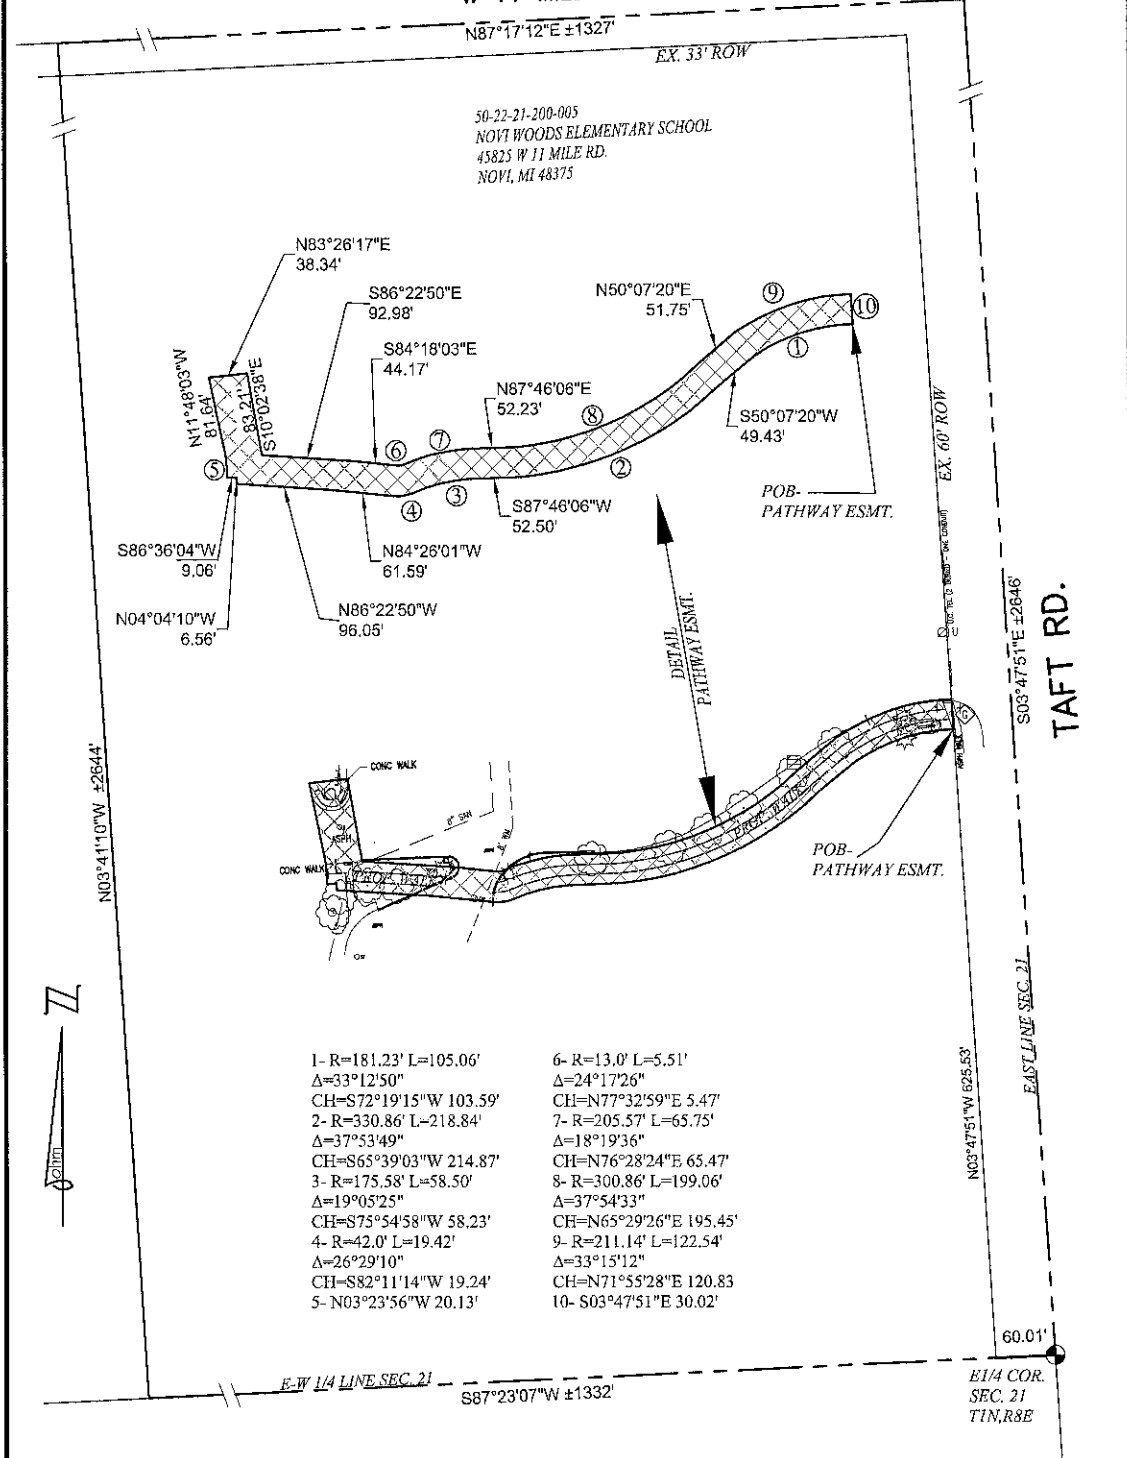 N87°17'12"E ±1327'
EX. 33' ROW
50-22-21-200-005
NOVI WOODS ELEMENTARY SCHOOL
45825 W 11 MILE RD.
NOVI, MI 48375
N83°26'17"E
38.34'
S86°22'50"E
92.98'
S84°18'03"E
44.17'
N87°46'06"E
52.23'
N50°07'20"E
51.75'
9
10
1
N11°48'03"W
81.64'
83.21'
S10°02'38"E
5
6
7
8
2
3
4
S50°07'20"W
49.43'
EX. 60' ROW
POB-
PATHWAY ESMT.
S87°46'06"W
52.50'
S86°36'04"W
9.06'
N84°26'01"W
61.59'
N04°04'10"W
6.56'
N86°22'50"W
96.05'
DETAIL
PATHWAY ESMT.
U
S03°47'51"E ±2646'
TAFT RD.
N03°41'10"W ±2644'
CONC WALK
8" SAN
ASPH
CONC WALK
G
POB-
PATHWAY ESMT.
EAST LINE SEC. 21
N03°47'51"W 625.53'
1- R=181.23' L=105.06'
Δ=33°12'50"
CH=S72°19'15"W 103.59'
2- R=330.86' L=218.84'
Δ=37°53'49"
CH=S65°39'03"W 214.87'
3- R=175.58' L=58.50'
Δ=19°05'25"
CH=S75°54'58"W 58.23'
4- R=42.0' L=19.42'
Δ=26°29'10"
CH=S82°11'14"W 19.24'
5- N03°23'56"W 20.13'
6- R=13.0' L=5.51'
Δ=24°17'26"
CH=N77°32'59"E 5.47'
7- R=205.57' L=65.75'
Δ=18°19'36"
CH=N76°28'24"E 65.47'
8- R=300.86' L=199.06'
Δ=37°54'33"
CH=N65°29'26"E 195.45'
9- R=211.14' L=122.54'
Δ=33°15'12"
CH=N71°55'28"E 120.83
10- S03°47'51"E 30.02'
60.01'
E-W 1/4 LINE SEC. 21
S87°23'07"W ±1332'
E1/4 COR.
SEC. 21
T1N,R8E